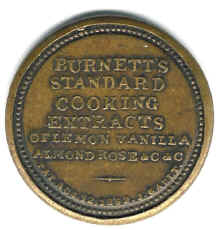 BURNETT'S
STANDARD
COOKING
EXTRACTS
OF LEMON VANILLA
ALMOND ROSE &C &C